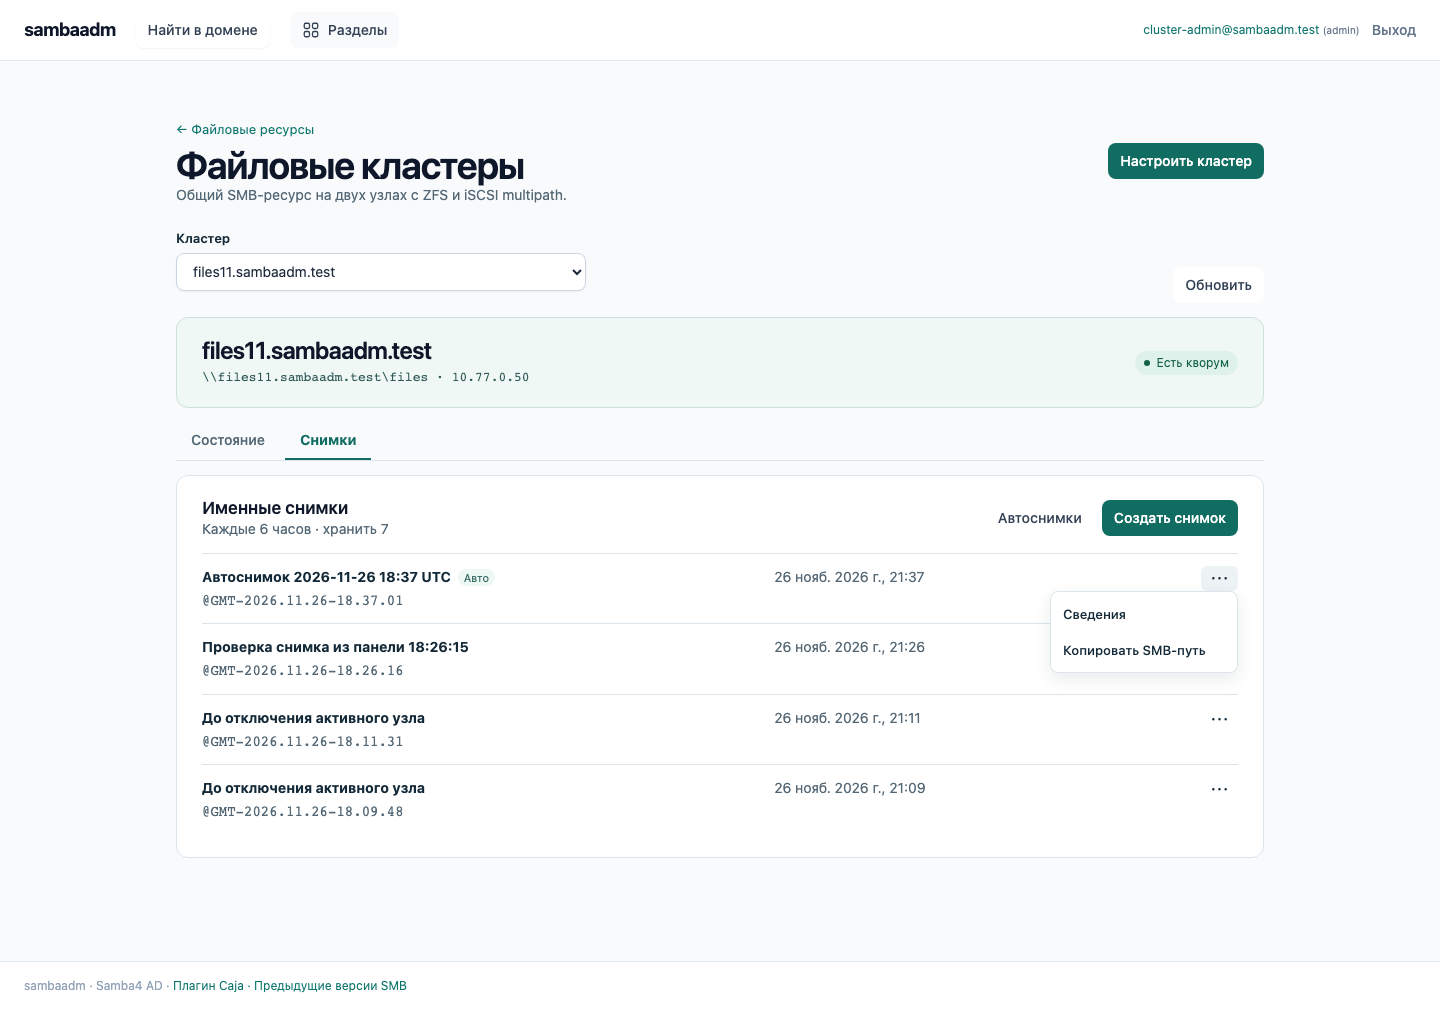 sambaadm
Найти в домене
Разделы
cluster-admin@sambaadm.test (admin)
Выход
← Файловые ресурсы
Файловые кластеры
Общий SMB-ресурс на двух узлах с ZFS и iSCSI multipath.
Настроить кластер
Кластер
files11.sambaadm.test
Обновить
files11.sambaadm.test
\\files11.sambaadm.test\files · 10.77.0.50
Есть кворум
Состояние
Снимки
Именные снимки
Каждые 6 часов · хранить 7
Автоснимки
Создать снимок
Автоснимок 2026-11-26 18:37 UTC Авто
@GMT-2026.11.26-18.37.01
26 нояб. 2026 г., 21:37
Сведения
Копировать SMB-путь
Проверка снимка из панели 18:26:15
@GMT-2026.11.26-18.26.16
26 нояб. 2026 г., 21:26
До отключения активного узла
@GMT-2026.11.26-18.11.31
26 нояб. 2026 г., 21:11
До отключения активного узла
@GMT-2026.11.26-18.09.48
26 нояб. 2026 г., 21:09
sambaadm · Samba4 AD · Плагин Caja · Предыдущие версии SMB